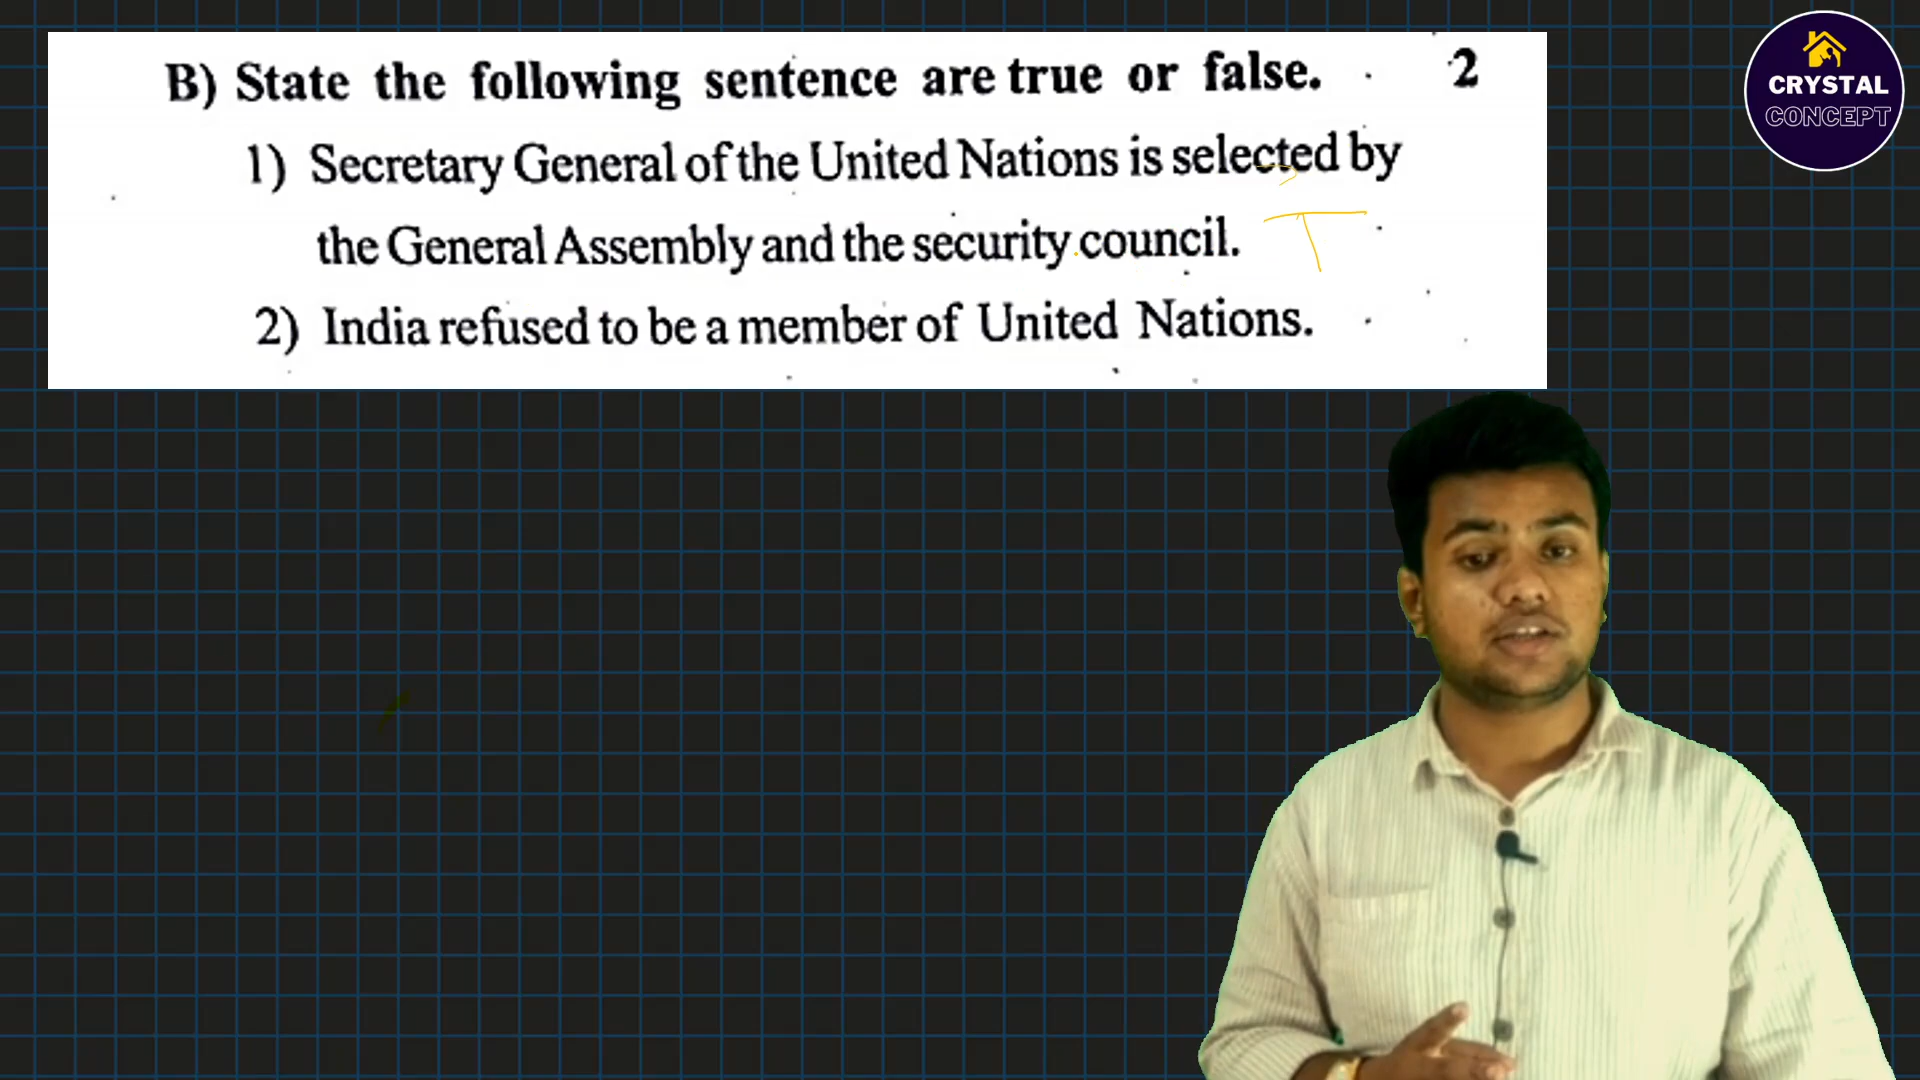 B) State the following sentence are true or false. 2
1) Secretary General of the United Nations is selected by
the General Assembly and the security council. T
2) India refused to be a member of United Nations.
CRYSTAL
CONCEPT